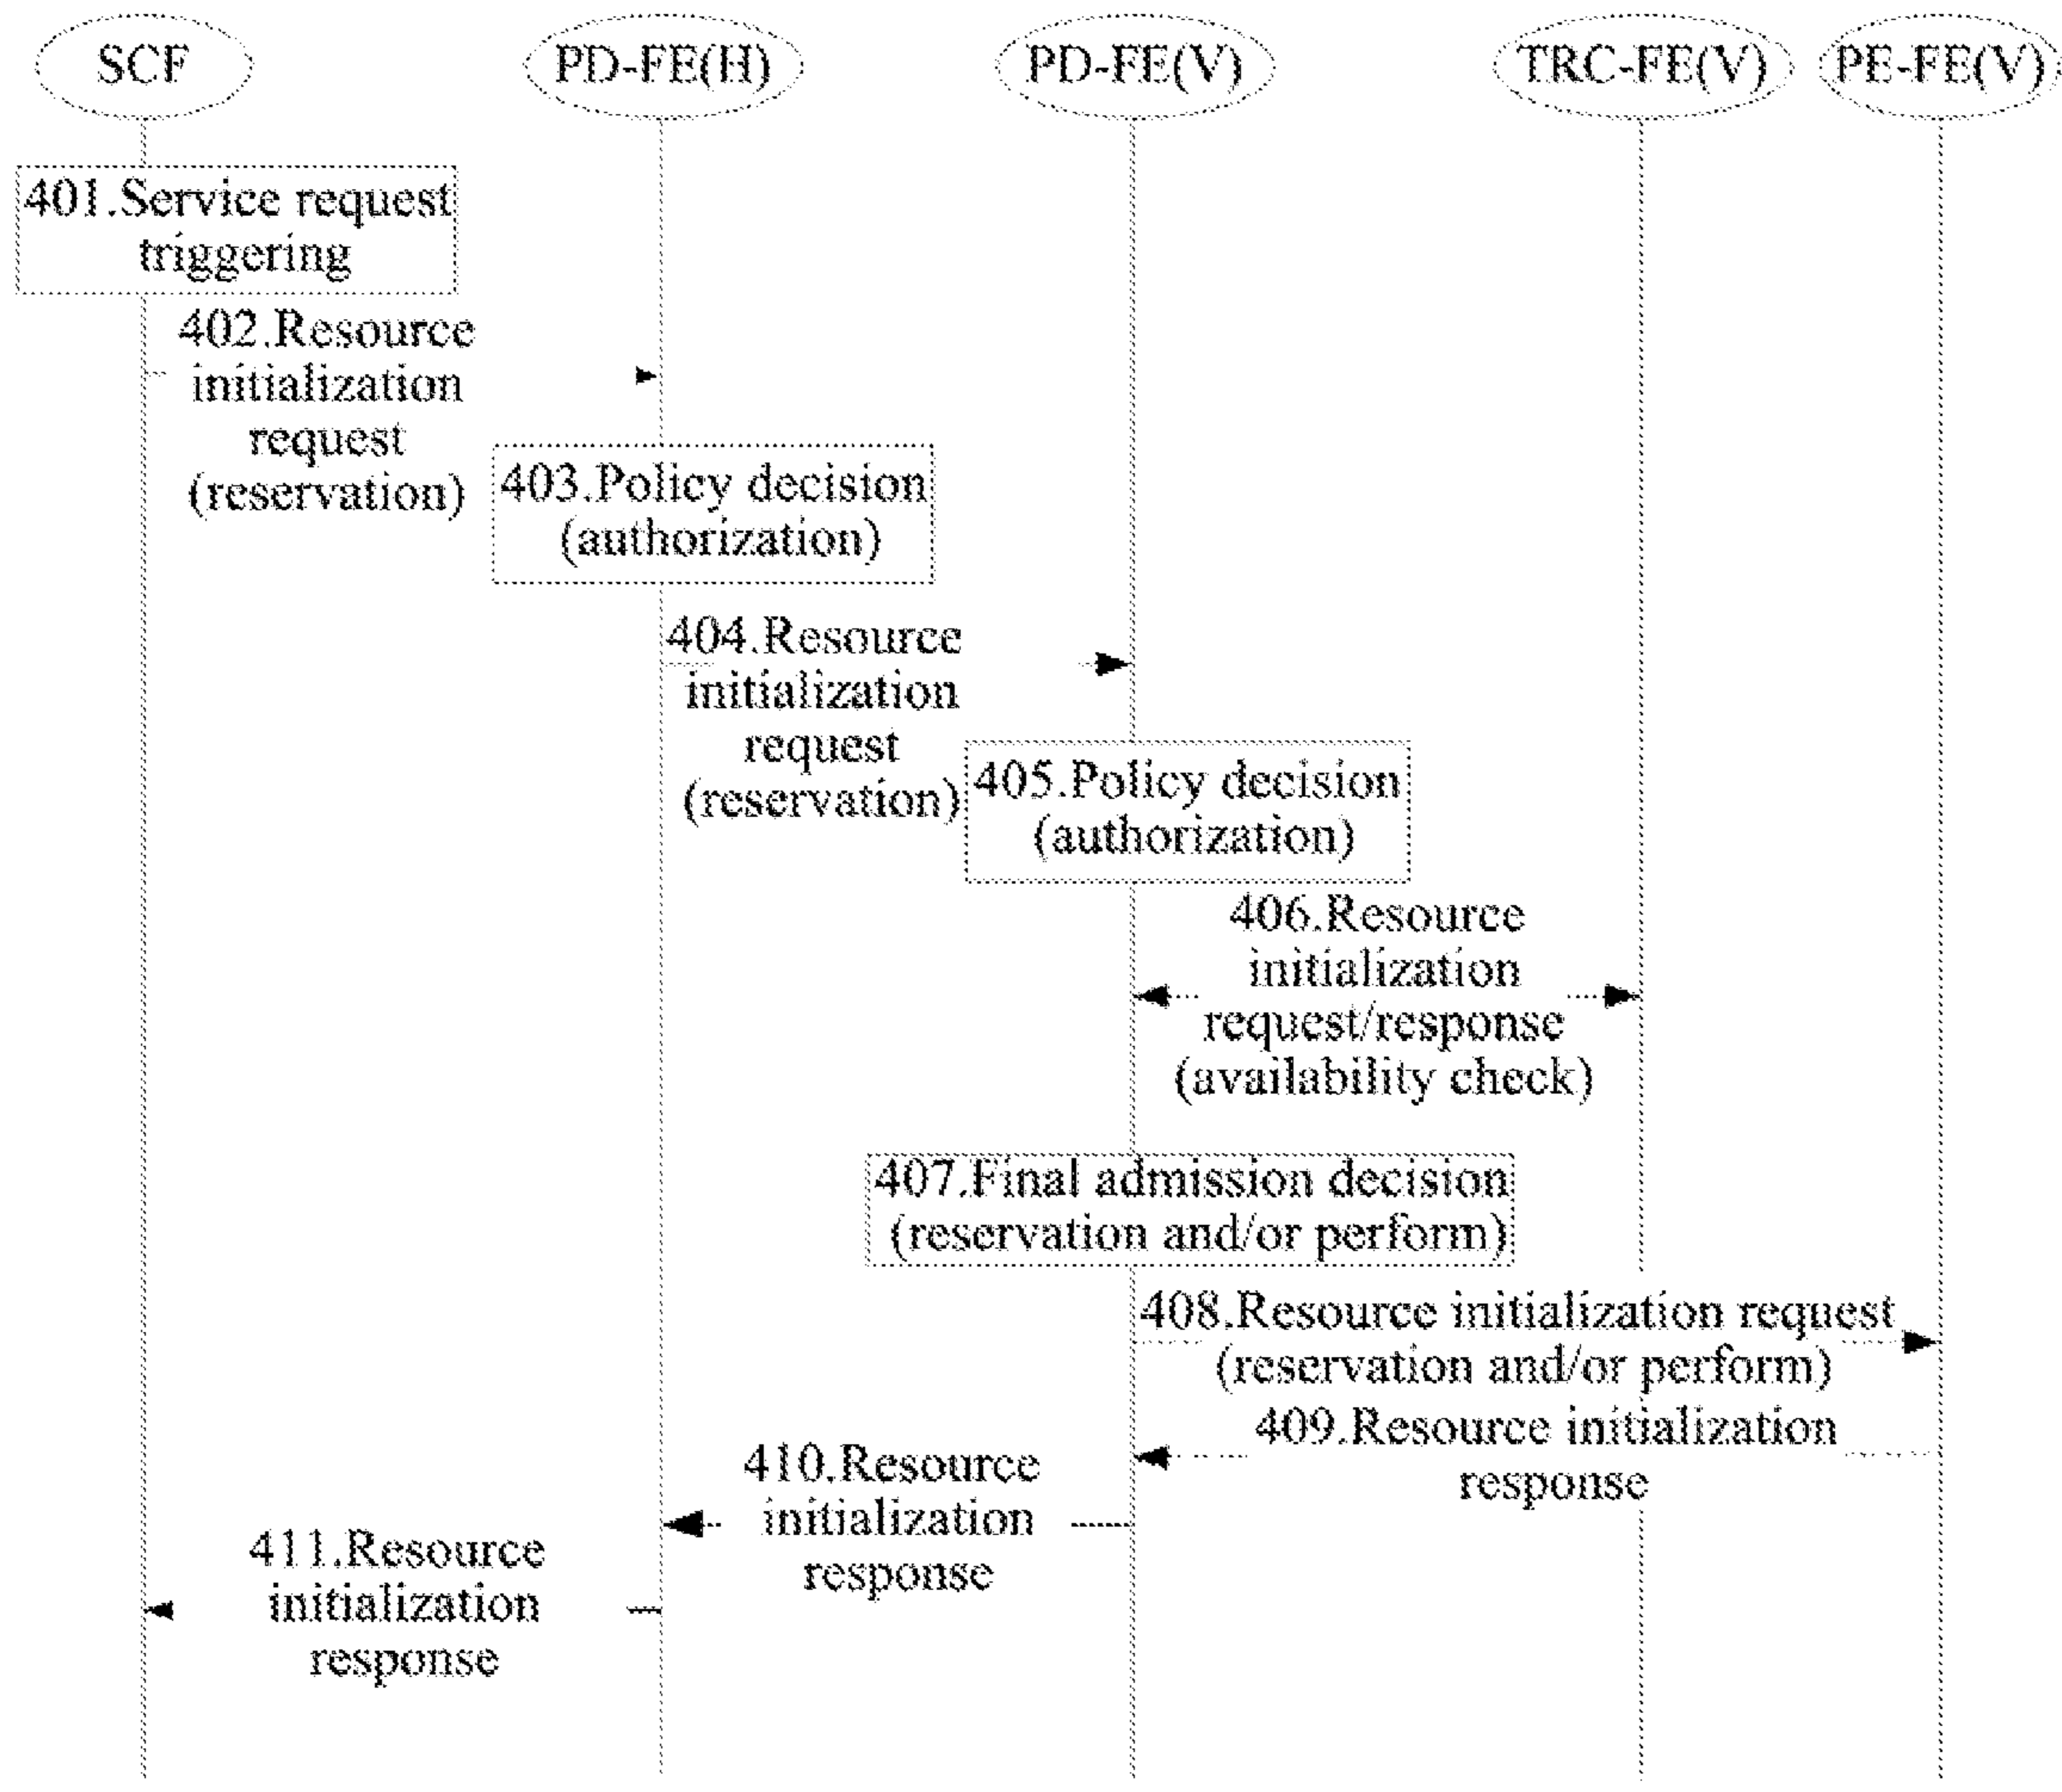 SCF
PD-FE(H)
PD-FE(V)
TRC-FE(V)
PE-FE(V)
401.Service request
triggering
402.Resource
initialization
request
(reservation)
403.Policy decision
(authorization)
404.Resource
initialization
request
(reservation)
405.Policy decision
(authorization)
406.Resource
initialization
request/response
(availability check)
407.Final admission decision
(reservation and/or perform)
408.Resource initialization request
(reservation and/or perform)
409.Resource initialization
response
410.Resource
initialization
response
411.Resource
initialization
response